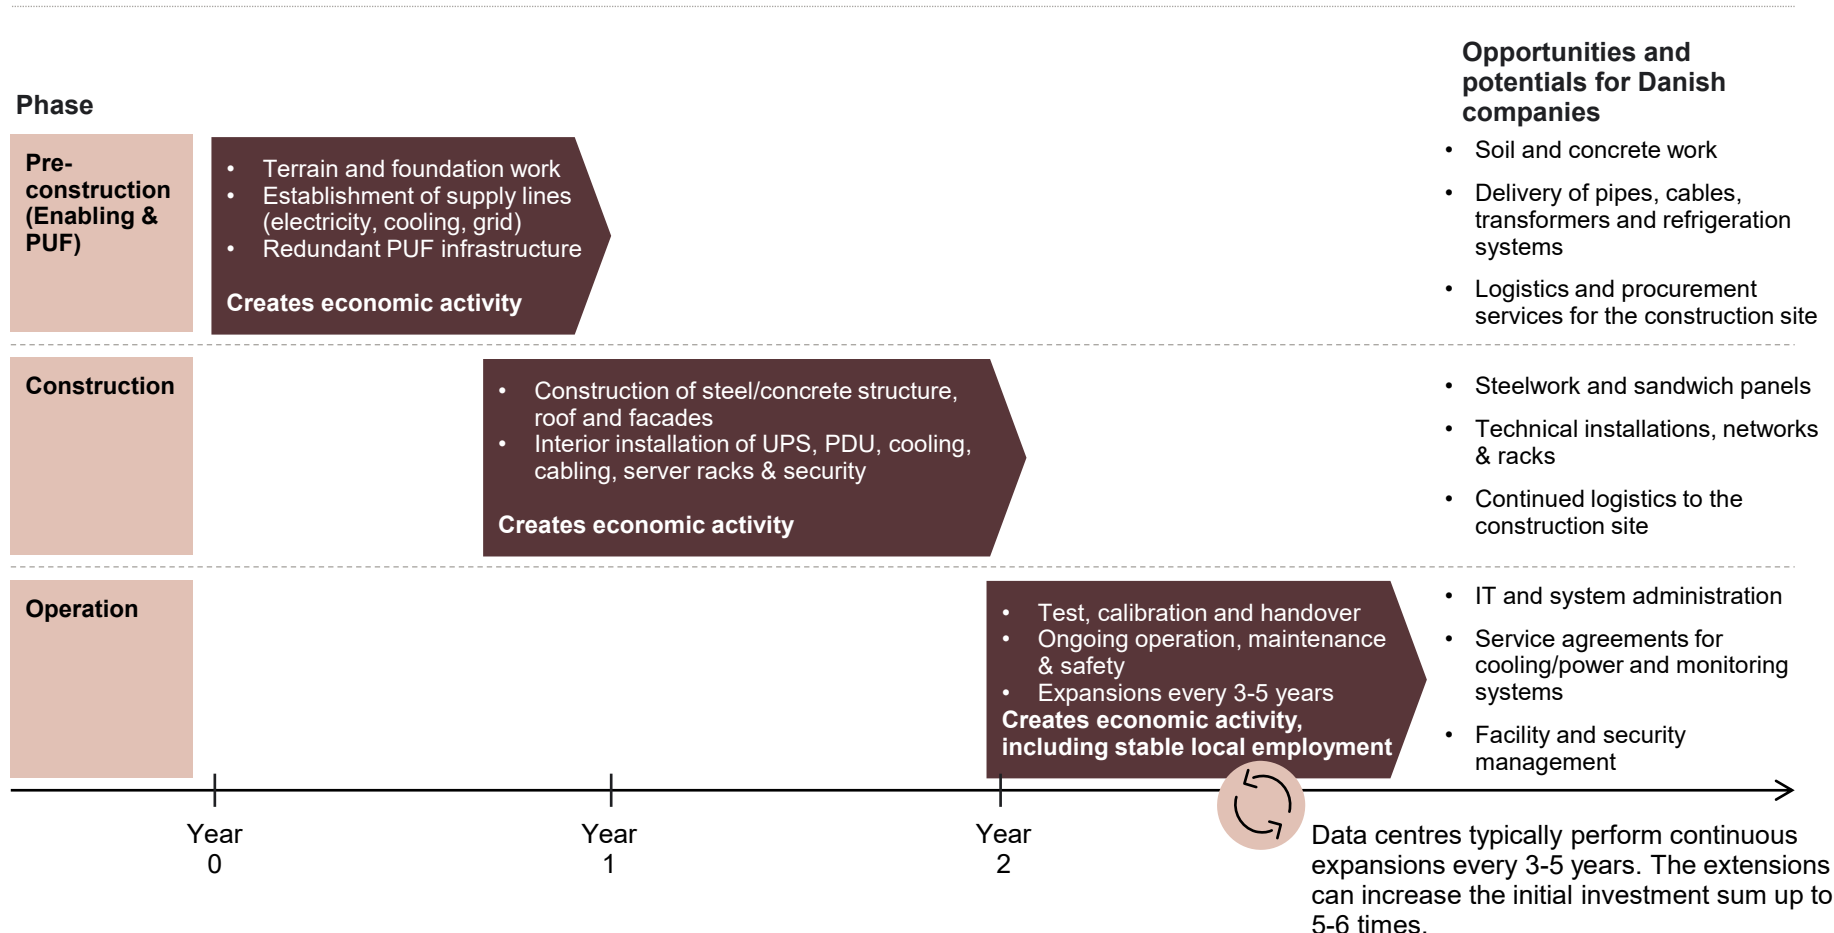 Opportunities and
potentials for Danish
companies
Phase
Pre-
construction
(Enabling &
PUF)
• Terrain and foundation work
• Establishment of supply lines
(electricity, cooling, grid)
• Redundant PUF infrastructure
Creates economic activity
• Soil and concrete work
• Delivery of pipes, cables,
transformers and refrigeration
systems
• Logistics and procurement
services for the construction site
Construction
• Construction of steel/concrete structure,
roof and facades
• Interior installation of UPS, PDU, cooling,
cabling, server racks & security
Creates economic activity
• Steelwork and sandwich panels
• Technical installations, networks
& racks
• Continued logistics to the
construction site
Operation
• Test, calibration and handover
• Ongoing operation, maintenance
& safety
• Expansions every 3-5 years
Creates economic activity,
including stable local employment
• IT and system administration
• Service agreements for
cooling/power and monitoring
systems
• Facility and security
management
Year
0
Year
1
Year
2
Data centres typically perform continuous
expansions every 3-5 years. The extensions
can increase the initial investment sum up to
5-6 times.